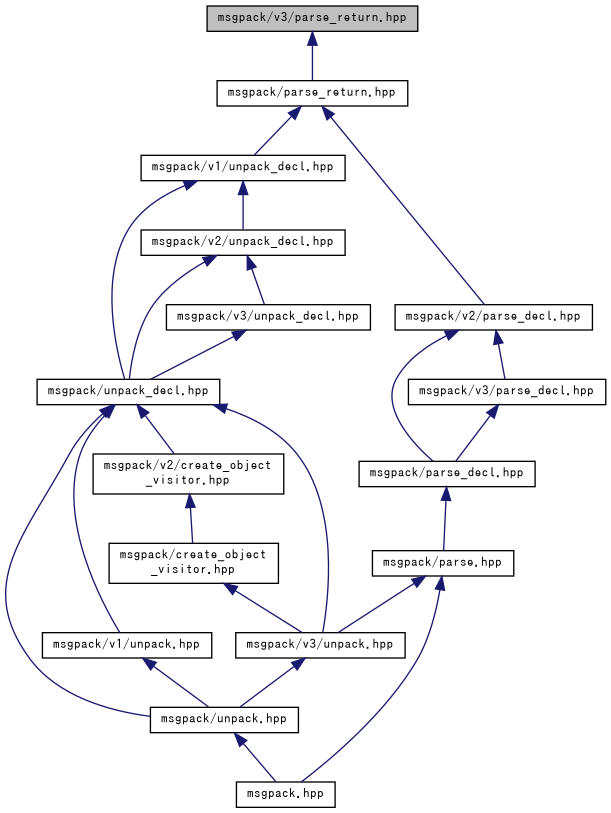 msgpack/v3/parse_return.hpp
msgpack/parse_return.hpp
msgpack/v1/unpack_decl.hpp
msgpack/v2/unpack_decl.hpp
msgpack/v3/unpack_decl.hpp
msgpack/v2/parse_decl.hpp
msgpack/unpack_decl.hpp
msgpack/v3/parse_decl.hpp
msgpack/v2/create_object
_visitor.hpp
msgpack/parse_decl.hpp
msgpack/create_object
_visitor.hpp
msgpack/parse.hpp
msgpack/v1/unpack.hpp
msgpack/v3/unpack.hpp
msgpack/unpack.hpp
msgpack.hpp